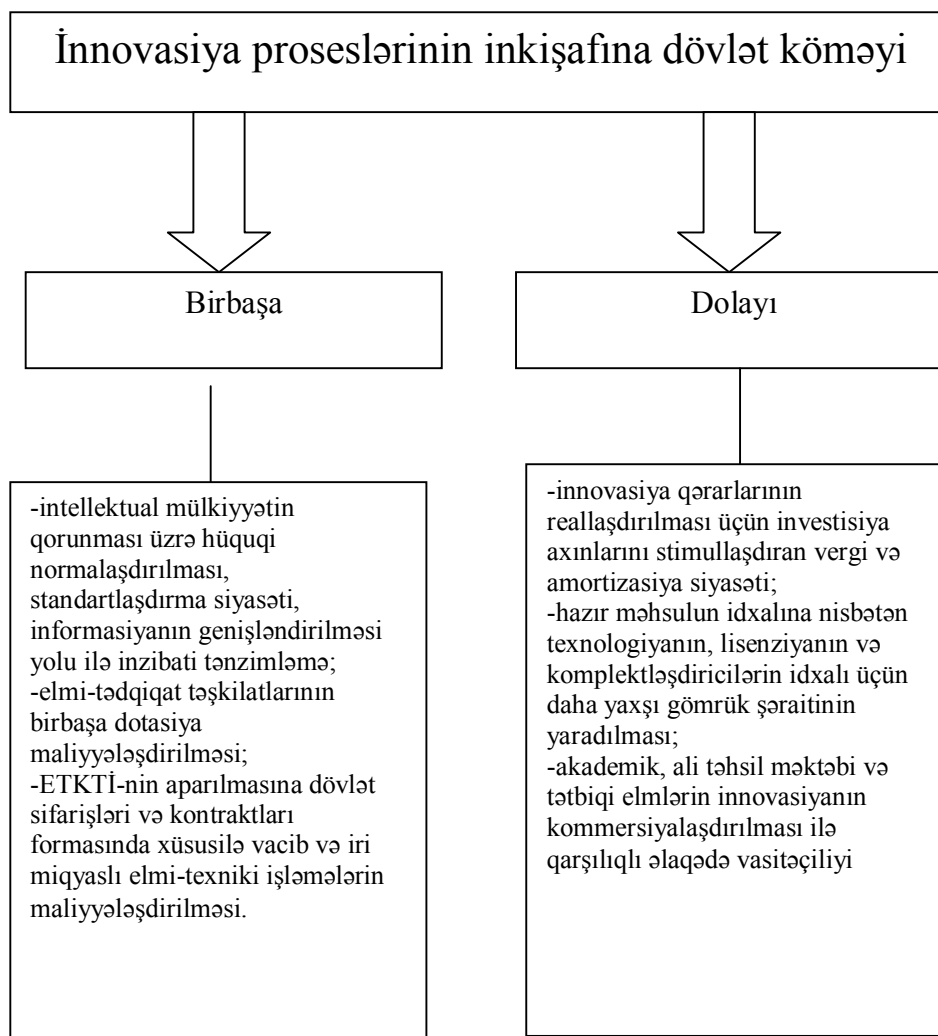 İnnovasiya proseslərinin inkişafına dövlət köməyi
Birbaşa
Dolayı
-intellektual mülkiyyətin
qorunması üzrə hüquqi
normalaşdırılması,
standartlaşdırma siyasəti,
informasiyanın genişləndirilməsi
yolu ilə inzibati tənzimləmə;
-elmi-tədqiqat təşkilatlarının
birbaşa dotasiya
maliyyələşdirilməsi;
-ETKTİ-nin aparılmasına dövlət
sifarişləri və kontraktları
formasında xüsusilə vacib və iri
miqyaslı elmi-texniki işləmələrin
maliyyələşdirilməsi.
-innovasiya qərarlarının
reallaşdırılması üçün investisiya
axınlarını stimullaşdıran vergi və
amortizasiya siyasəti;
-hazır məhsulun idxalına nisbətən
texnologiyanın, lisenziyanın və
komplektləşdiricilərin idxalı üçün
daha yaxşı gömrük şəraitinin
yaradılması;
-akademik, ali təhsil məktəbi və
tətbiqi elmlərin innovasiyanın
kommersiyalaşdırılması ilə
qarşılıqlı əlaqədə vasitəçiliyi